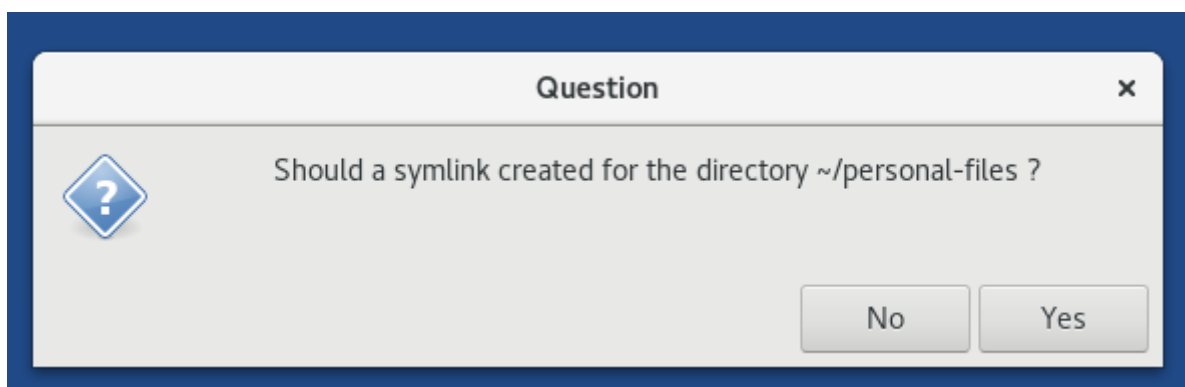 Question ×
Should a symlink created for the directory ~/personal-files ?
No Yes